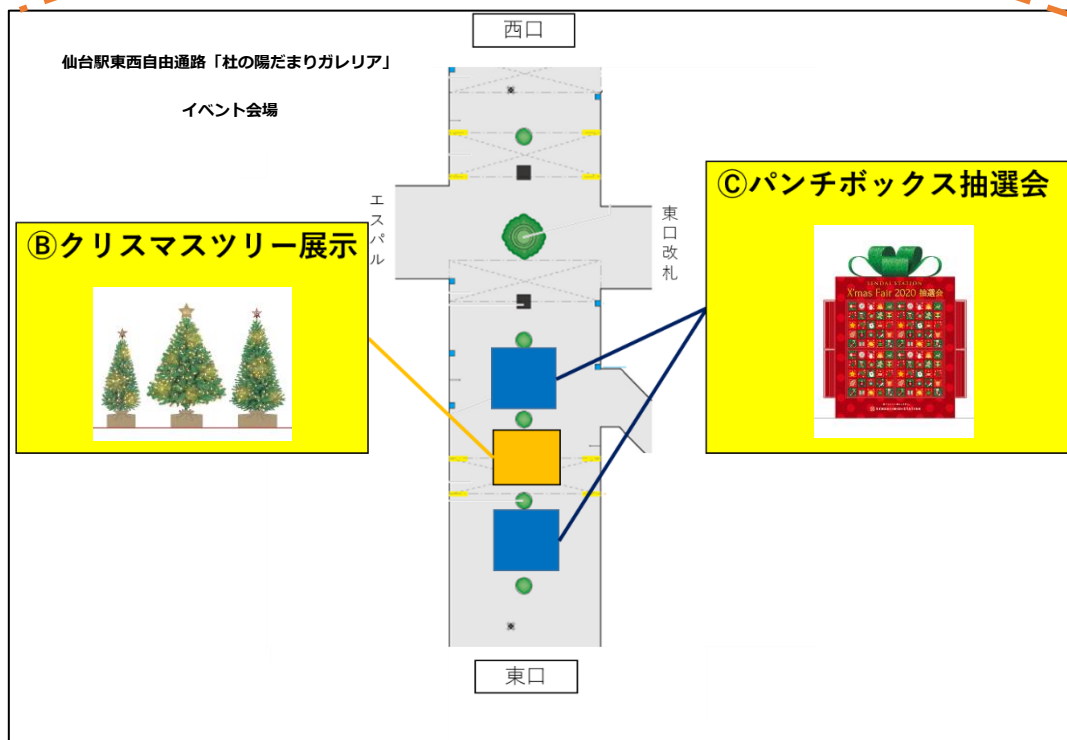 西口
仙台駅東西自由通路「杜の陽だまりガレリア」
イベント会場
エスパル
東口改札
Ⓑクリスマスツリー展示
Ⓒパンチボックス抽選会
SENDAI STATION
X'mas Fair 2020 抽選会
東口